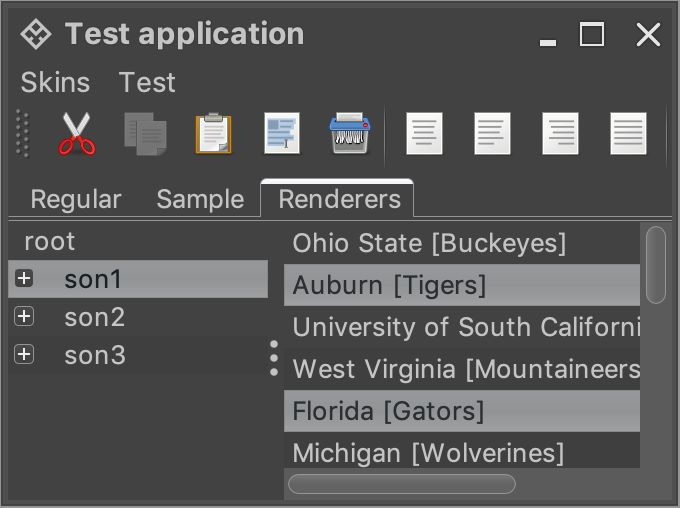 Test application
Skins Test
Regular Sample Renderers
root
son1
son2
son3
Ohio State [Buckeyes]
Auburn [Tigers]
University of South Californi
West Virginia [Mountaineers
Florida [Gators]
Michigan [Wolverines]